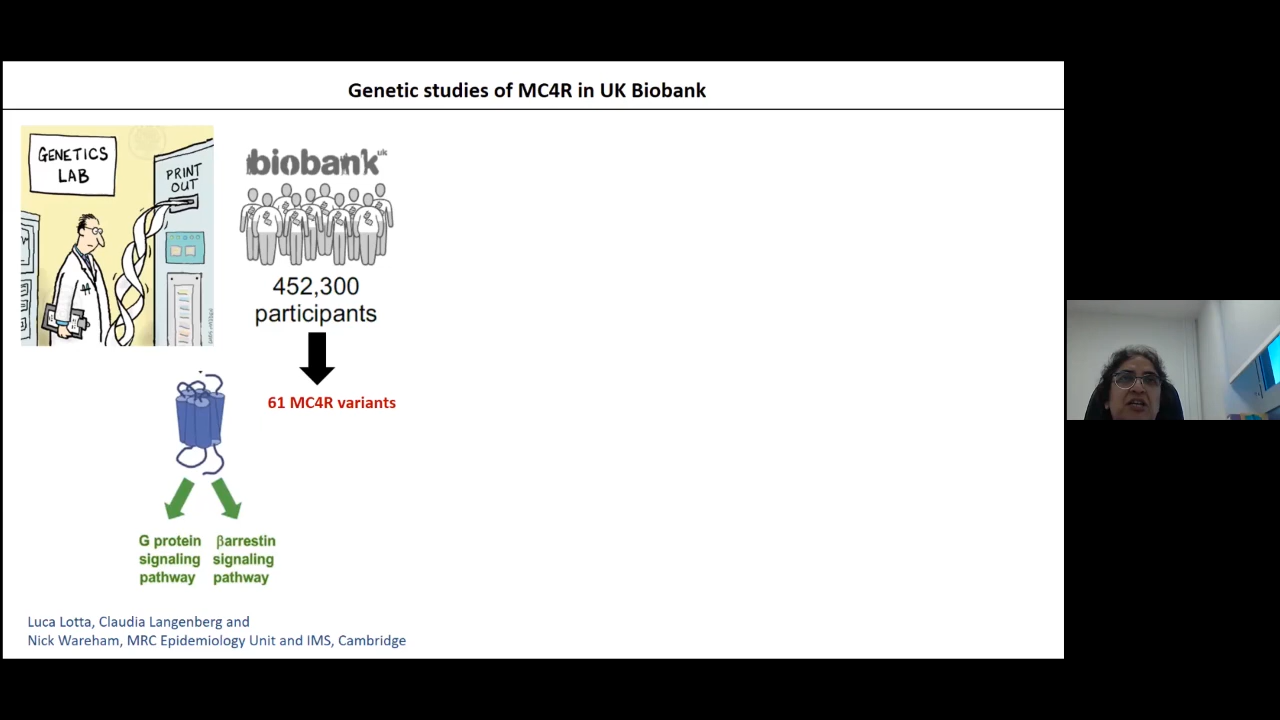 Genetic studies of MC4R in UK Biobank
GENETICS
LAB
PRINT
OUT
biobank uk
452,300
participants
61 MC4R variants
G protein
signaling
pathway
βarrestin
signaling
pathway
Luca Lotta, Claudia Langenberg and
Nick Wareham, MRC Epidemiology Unit and IMS, Cambridge